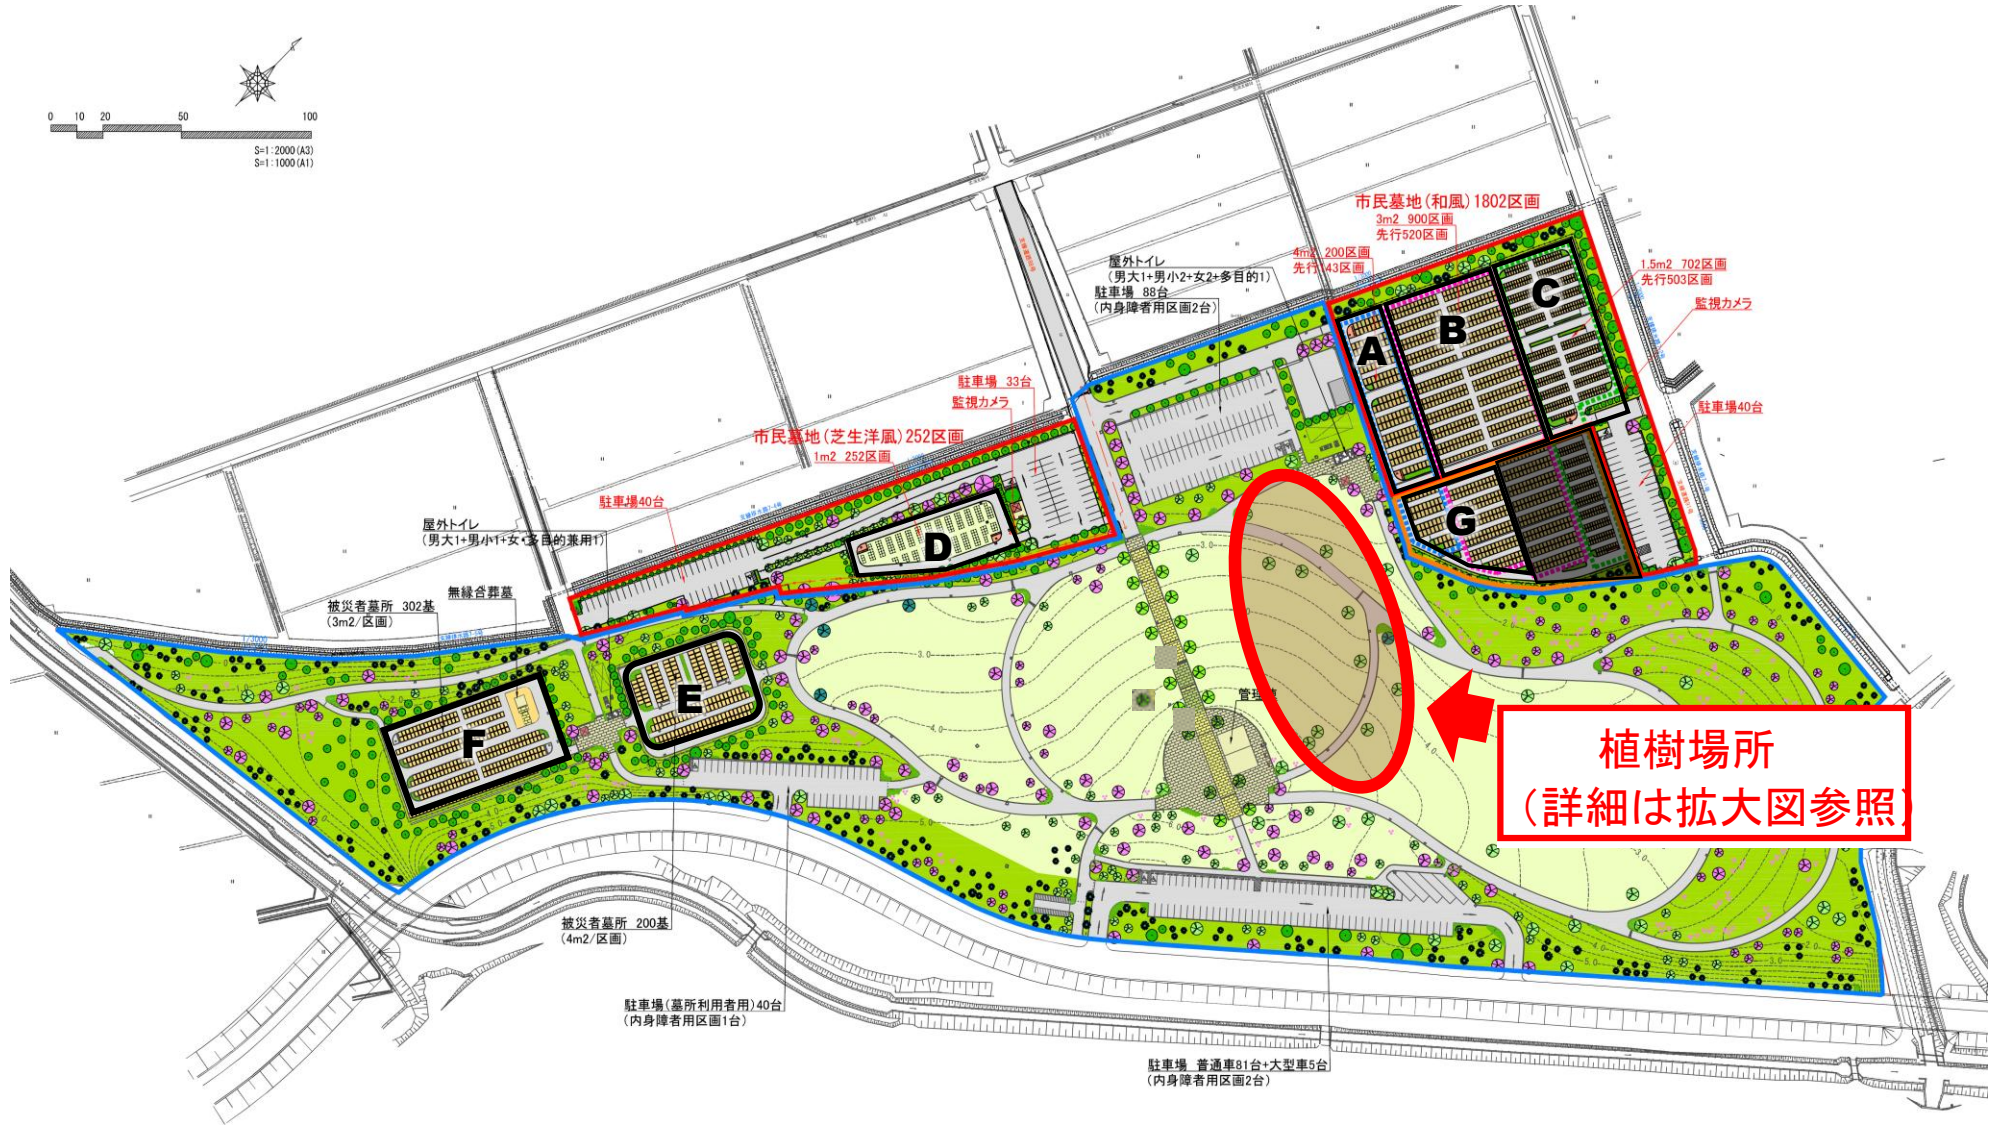 0 10 20 50 100
S=1:2000(A3)
S=1:1000(A1)
市民墓地(和風)1802区画
3m2 900区画
先行520区画
4m2 200区画
先行143区画
1.5m2 702区画
先行503区画
監視カメラ
駐車場40台
屋外トイレ
(男大1+男小2+女2+多目的1)
駐車場 88台
(内身障者用区画2台)
A
B
C
G
駐車場 33台
監視カメラ
市民墓地(芝生洋風)252区画
1m2 252区画
駐車場40台
D
屋外トイレ
(男大1+男小1+女・多目的兼用1)
無縁合葬墓
被災者墓所 302基
(3m2/区画)
E
F
管理棟
植樹場所
(詳細は拡大図参照)
被災者墓所 200基
(4m2/区画)
駐車場(墓所利用者用)40台
(内身障者用区画1台)
駐車場 普通車81台+大型車5台
(内身障者用区画2台)